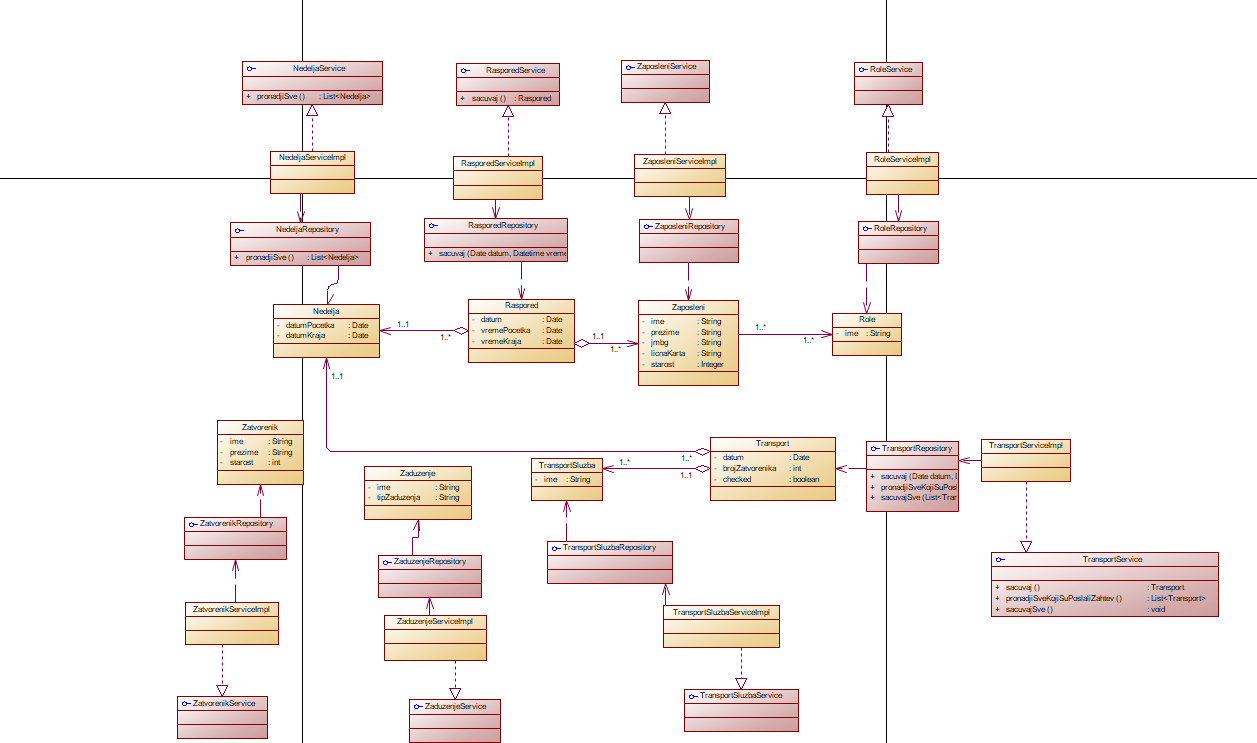 NedeljaService
+ pronadjiSve () : List<Nedelja>
RasporedService
+ sacuvaj () : Raspored
ZaposleniService
RoleService
NedeljaServiceImpl
RasporedServiceImpl
ZaposleniServiceImpl
RoleServiceImpl
NedeljaRepository
+ pronadjiSve () : List<Nedelja>
RasporedRepository
+ sacuvaj (Date datum, Datetime vreme
ZaposleniRepository
RoleRepository
Nedelja
- datumPocetka : Date
- datumKraja : Date
1..1
1..*
Raspored
- datum : Date
- vremePocetka : Date
- vremeKraja : Date
1..1
1..*
Zaposleni
- ime : String
- prezime : String
- jmbg : String
- licnaKarta : String
- starost : Integer
1..*
1..*
Role
- ime : String
1..1
Zatvorenik
- ime : String
- prezime : String
- starost : int
Zaduzenje
- ime : String
- tipZaduzenja : String
TransportSluzba
- ime : String
1..*
1..*
1..1
Transport
- datum : Date
- brojZatvorenika : int
- checked : boolean
TransportRepository
+ sacuvaj (Date datum, D
+ pronadjiSveKojiSuPosl
+ sacuvajSve (List<Tran
TransportServiceImpl
ZatvorenikRepository
ZaduzenjeRepository
TransportSluzbaRepository
TransportService
+ sacuvaj () : Transport
+ pronadjiSveKojiSuPoslaliZahtev () : List<Transport>
+ sacuvajSve () : void
ZatvorenikServiceImpl
ZaduzenjeServiceImpl
TransportSluzbaServiceImpl
ZatvorenikService
ZaduzenjeService
TransportSluzbaService